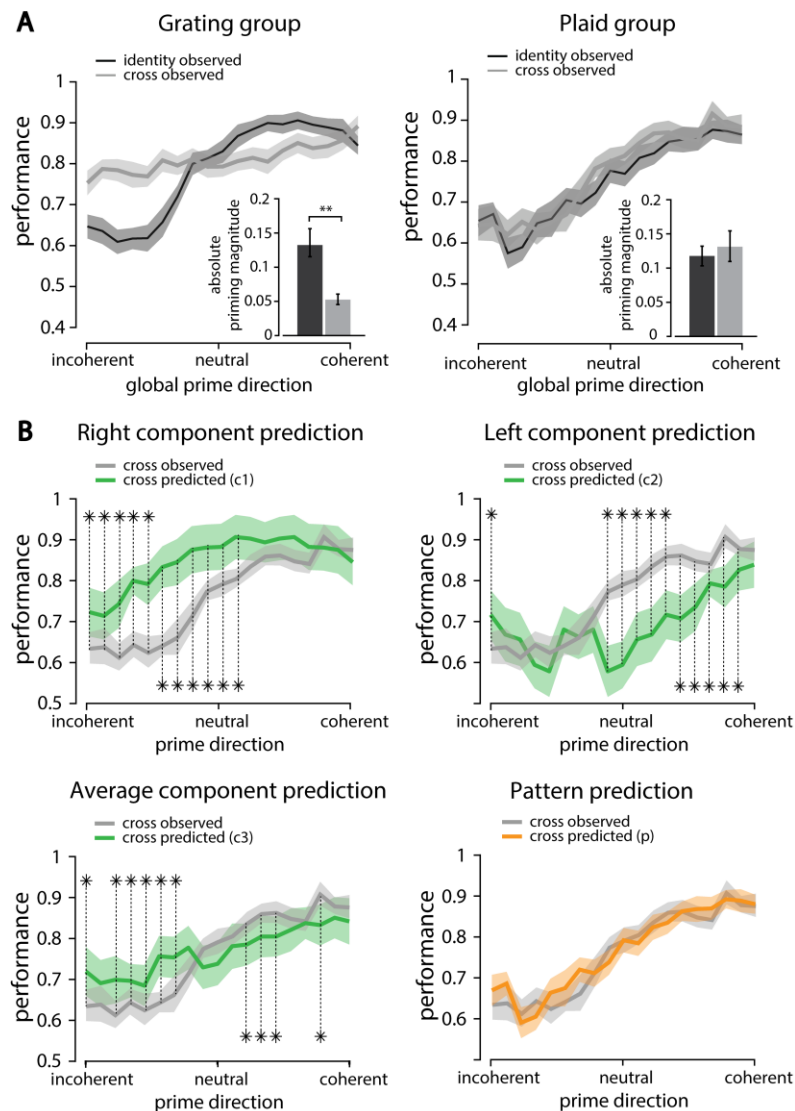 A
Grating group
identity observed
cross observed
performance
1
0.9
0.8
0.7
0.6
0.5
0.4
incoherent
neutral
coherent
global prime direction
absolute
priming magnitude
0.2
0.15
0.1
0.05
0
**
Plaid group
identity observed
cross observed
performance
1
0.9
0.8
0.7
0.6
0.5
0.4
incoherent
neutral
coherent
global prime direction
absolute
priming magnitude
0.2
0.15
0.1
0.05
0
B
Right component prediction
cross observed
cross predicted (c1)
performance
1
0.9
0.8
0.7
0.6
0.5
incoherent
neutral
coherent
prime direction
Left component prediction
cross observed
cross predicted (c2)
performance
1
0.9
0.8
0.7
0.6
incoherent
neutral
coherent
prime direction
Average component prediction
cross observed
cross predicted (c3)
performance
1
0.9
0.8
0.7
0.6
0.5
incoherent
neutral
coherent
prime direction
Pattern prediction
cross observed
cross predicted (p)
performance
1
0.9
0.8
0.7
0.6
incoherent
neutral
coherent
prime direction